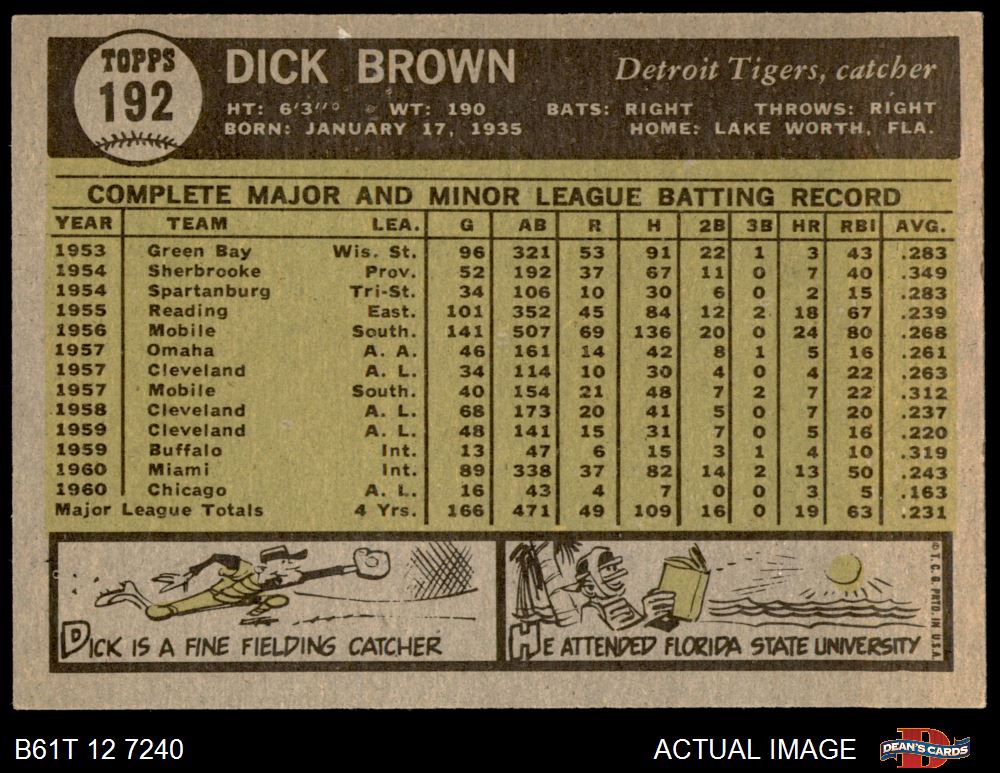 TOPPS
192
DICK BROWN
Detroit Tigers, catcher
HT: 6'3" WT: 190 BATS: RIGHT THROWS: RIGHT
BORN: JANUARY 17, 1935 HOME: LAKE WORTH, FLA.
COMPLETE MAJOR AND MINOR LEAGUE BATTING RECORD
YEAR TEAM LEA. G AB R H 2B 3B HR RBI AVG.
1953 Green Bay Wis. St. 96 321 53 91 22 1 3 43 .283
1954 Sherbrooke Prov. 52 192 37 67 11 0 7 40 .349
1954 Spartanburg Tri-St. 34 106 10 30 6 0 2 15 .283
1955 Reading East. 101 352 45 84 12 2 18 67 .239
1956 Mobile South. 141 507 69 136 20 0 24 80 .268
1957 Omaha A. A. 46 161 14 42 8 1 5 16 .261
1957 Cleveland A. L. 34 114 10 30 4 0 4 22 .263
1957 Mobile South. 40 154 21 48 7 2 7 22 .312
1958 Cleveland A. L. 68 173 20 41 5 0 7 20 .237
1959 Cleveland A. L. 48 141 15 31 7 0 5 16 .220
1959 Buffalo Int. 13 47 6 15 3 1 4 10 .319
1960 Miami Int. 89 338 37 82 14 2 13 50 .243
1960 Chicago A. L. 16 43 4 7 0 0 3 5 .163
Major League Totals 4 Yrs. 166 471 49 109 16 0 19 63 .231
DICK IS A FINE FIELDING CATCHER
HE ATTENDED FLORIDA STATE UNIVERSITY
© T. C. G. PRTD. IN U.S.A.
B61T 12 7240
ACTUAL IMAGE
DEAN'S CARDS